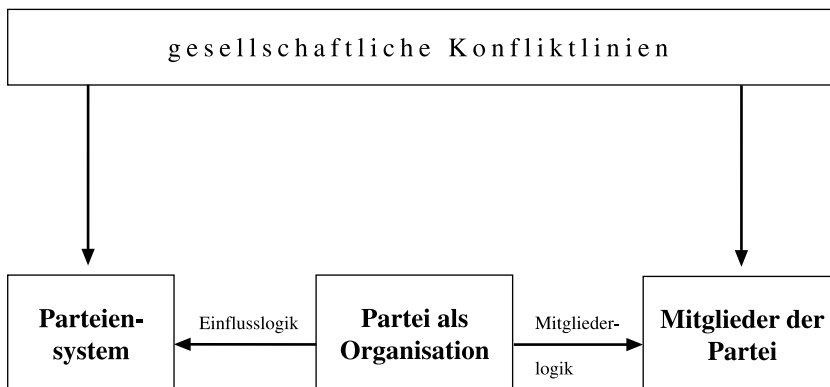 gesellschaftliche Konfliktlinien
Parteien-
system
Einflusslogik
Partei als
Organisation
Mitglieder-
logik
Mitglieder der
Partei